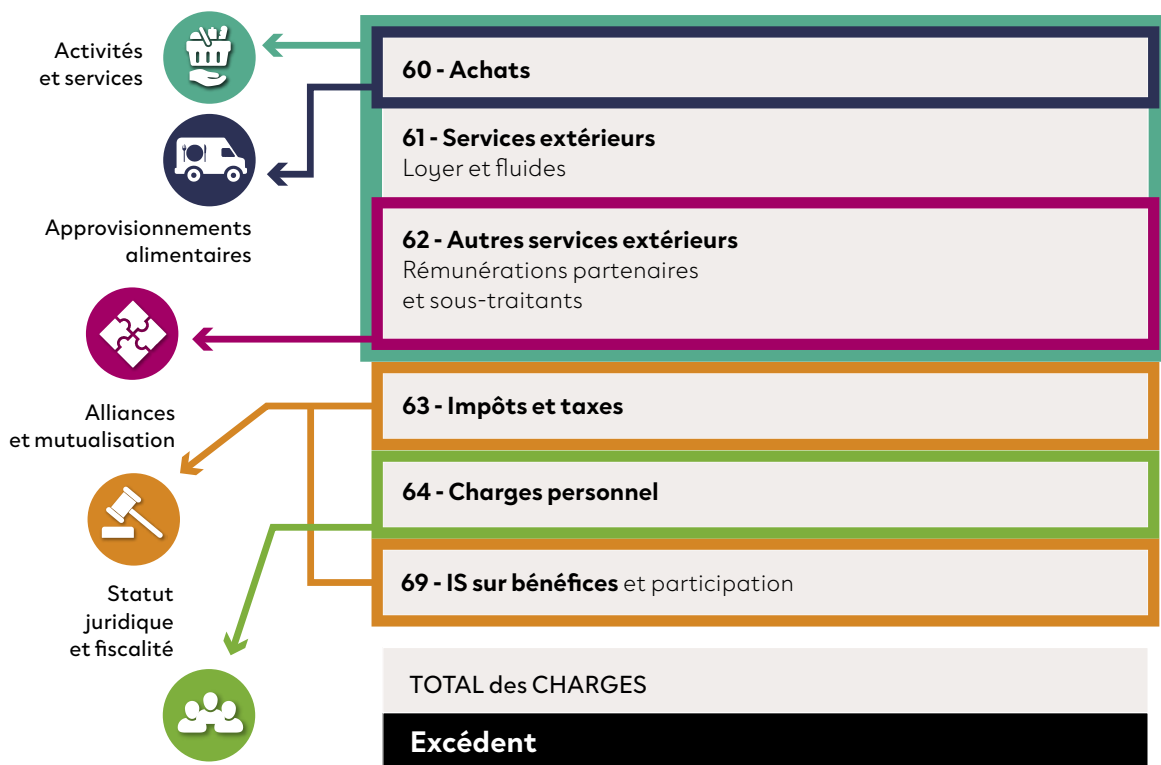 Activités
et services
Approvisionnements
alimentaires
Alliances
et mutualisation
Statut
juridique
et fiscalité
60 - Achats
61 - Services extérieurs
Loyer et fluides
62 - Autres services extérieurs
Rémunérations partenaires
et sous-traitants
63 - Impôts et taxes
64 - Charges personnel
69 - IS sur bénéfices et participation
TOTAL des CHARGES
Excédent